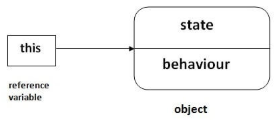 this
reference
variable
state
behaviour
object